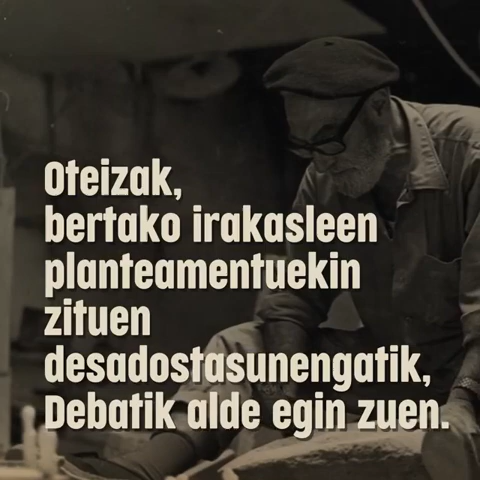 Oteizak,
bertako irakasleen
planteamentuekin
zituen
desadostasunengatik,
Debatik alde egin zuen.